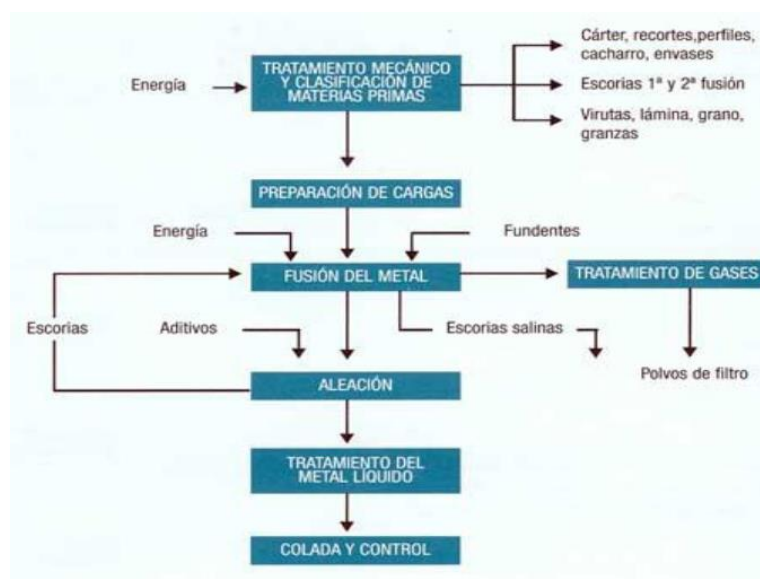 Cárter, recortes,perfiles,
cacharro, envases
Energía
TRATAMIENTO MECÁNICO
Y CLASIFICACIÓN DE
MATERIAS PRIMAS
Escorias 1ª y 2ª fusión
Virutas, lámina, grano,
granzas
PREPARACIÓN DE CARGAS
Energía
Fundentes
FUSIÓN DEL METAL
TRATAMIENTO DE GASES
Escorias
Aditivos
Escorias salinas
Polvos de filtro
ALEACIÓN
TRATAMIENTO DEL
METAL LÍQUIDO
COLADA Y CONTROL